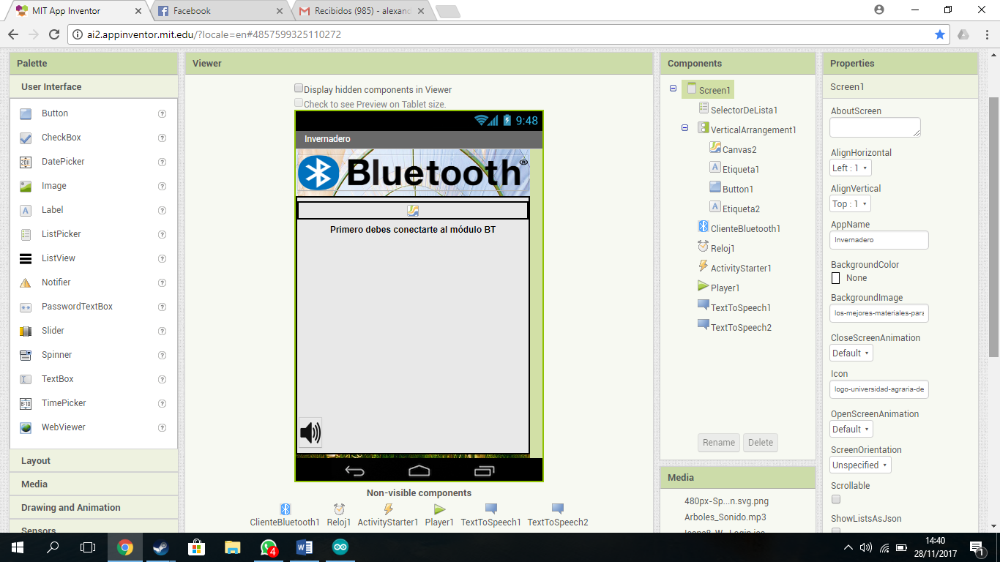 MIT App Inventor
Facebook
Recibidos (985) - alexand
ai2.appinventor.mit.edu/?locale=en#4857599325110272
Palette
User Interface
Button ?
CheckBox ?
DatePicker ?
Image ?
Label ?
ListPicker ?
ListView ?
Notifier ?
PasswordTextBox ?
Slider ?
Spinner ?
TextBox ?
TimePicker ?
WebViewer ?
Layout
Media
Drawing and Animation
Sensors
Viewer
Display hidden components in Viewer
Check to see Preview on Tablet size.
9:48
Invernadero
Bluetooth®
Primero debes conectarte al módulo BT
Non-visible components
ClienteBluetooth1 Reloj1 ActivityStarter1 Player1 TextToSpeech1 TextToSpeech2
Components
Screen1
SelectorDeLista1
VerticalArrangement1
Canvas2
Etiqueta1
Button1
Etiqueta2
ClienteBluetooth1
Reloj1
ActivityStarter1
Player1
TextToSpeech1
TextToSpeech2
Rename Delete
Media
480px-Sp...n.svg.png
Arboles_Sonido.mp3
Properties
Screen1
AboutScreen
AlignHorizontal
Left : 1
AlignVertical
Top : 1
AppName
Invernadero
BackgroundColor
None
BackgroundImage
los-mejores-materiales-para
CloseScreenAnimation
Default
Icon
logo-universidad-agraria-de
OpenScreenAnimation
Default
ScreenOrientation
Unspecified
Scrollable
ShowListsAsJson
4
14:40
28/11/2017
1